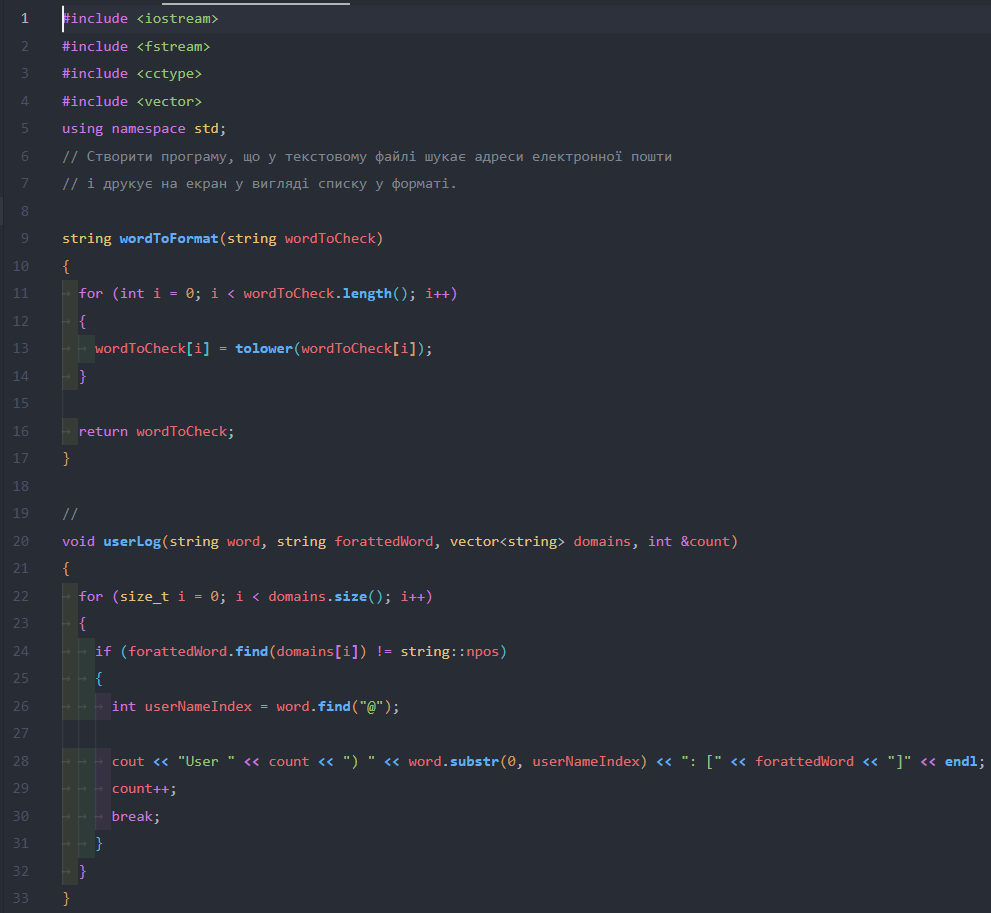 1 #include <iostream>
2 #include <fstream>
3 #include <cctype>
4 #include <vector>
5 using namespace std;
6 // Створити програму, що у текстовому файлі шукає адреси електронної пошти
7 // і друкує на екран у вигляді списку у форматі.
8
9 string wordToFormat(string wordToCheck)
10 {
11 for (int i = 0; i < wordToCheck.length(); i++)
12 {
13 wordToCheck[i] = tolower(wordToCheck[i]);
14 }
15
16 return wordToCheck;
17 }
18
19 //
20 void userLog(string word, string forattedWord, vector<string> domains, int &count)
21 {
22 for (size_t i = 0; i < domains.size(); i++)
23 {
24 if (forattedWord.find(domains[i]) != string::npos)
25 {
26 int userNameIndex = word.find("@");
27
28 cout << "User " << count << ") " << word.substr(0, userNameIndex) << ": [" << forattedWord << "]" << endl;
29 count++;
30 break;
31 }
32 }
33 }